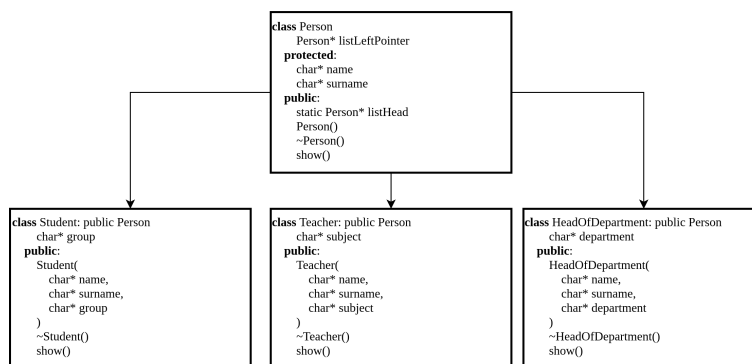 class Person
Person* listLeftPointer
protected:
char* name
char* surname
public:
static Person* listHead
Person()
~Person()
show()
class Student: public Person
char* group
public:
Student(
char* name,
char* surname,
char* group
)
~Student()
show()
class Teacher: public Person
char* subject
public:
Teacher(
char* name,
char* surname,
char* subject
)
~Teacher()
show()
class HeadOfDepartment: public Person
char* department
public:
HeadOfDepartment(
char* name,
char* surname,
char* department
)
~HeadOfDepartment()
show()